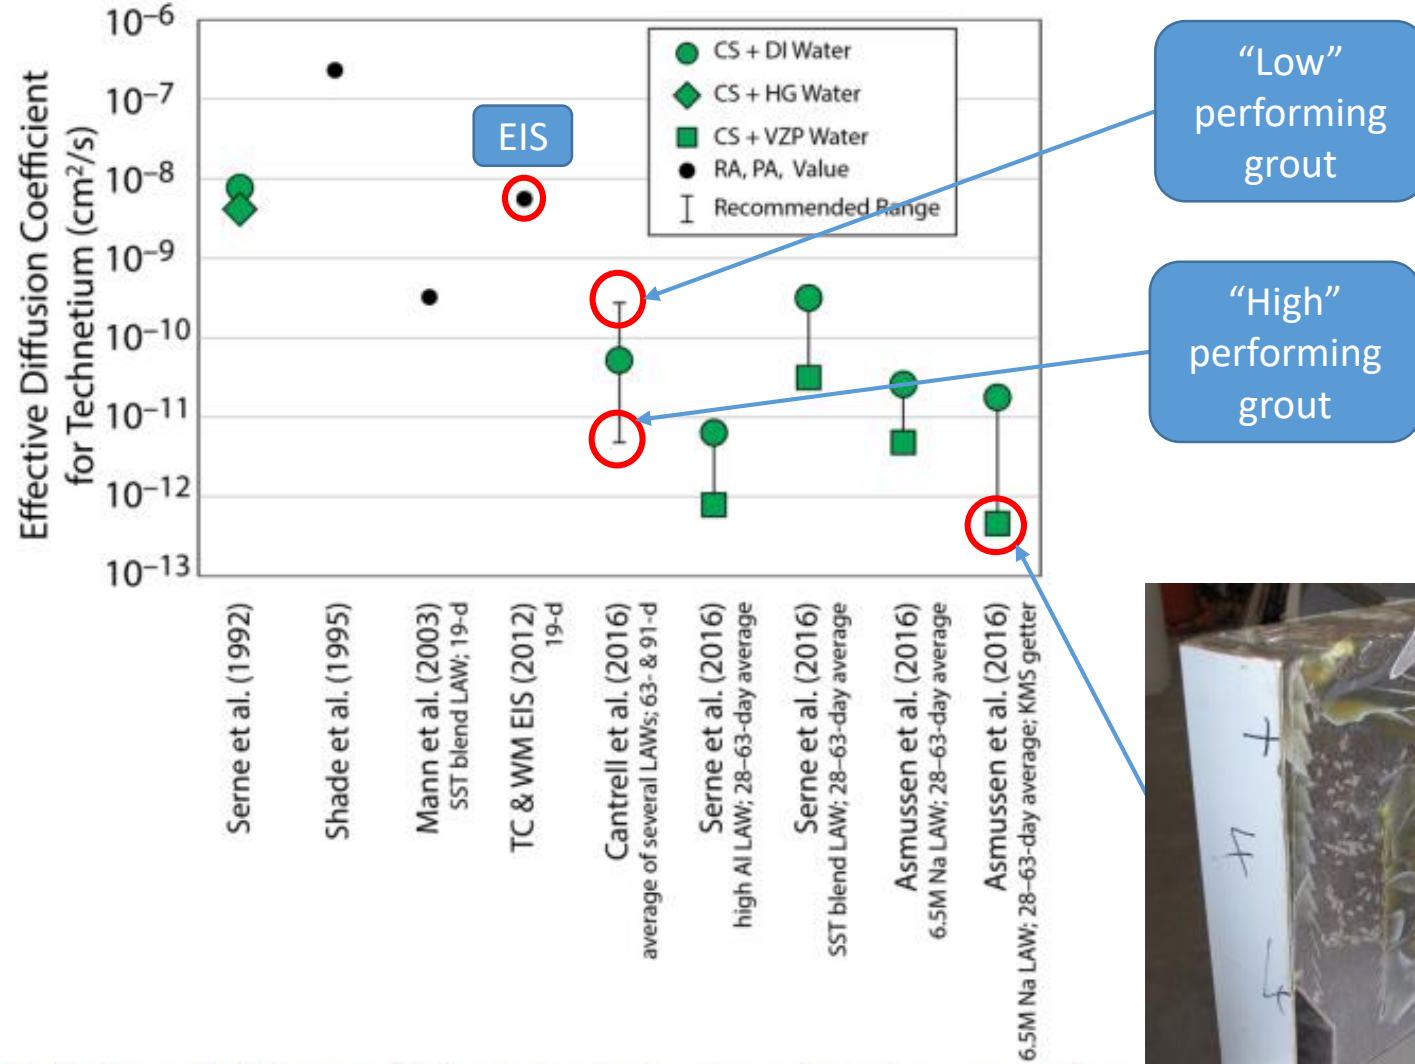 Effective Diffusion Coefficient
for Technetium (cm²/s)
10⁻⁶
10⁻⁷
10⁻⁸
10⁻⁹
10⁻¹⁰
10⁻¹¹
10⁻¹²
10⁻¹³
CS + DI Water
CS + HG Water
CS + VZP Water
RA, PA, Value
Recommended Range
EIS
“Low”
performing
grout
“High”
performing
grout
Serne et al. (1992)
Shade et al. (1995)
Mann et al. (2003)
SST blend LAW; 19-d
TC & WM EIS (2012)
19-d
Cantrell et al. (2016)
average of several LAWs; 63- & 91-d
Serne et al. (2016)
high Al LAW; 28–63-day average
Serne et al. (2016)
SST blend LAW; 28–63-day average
Asmussen et al. (2016)
6.5M Na LAW; 28–63-day average
Asmussen et al. (2016)
6.5M Na LAW; 28–63-day average; KMS getter